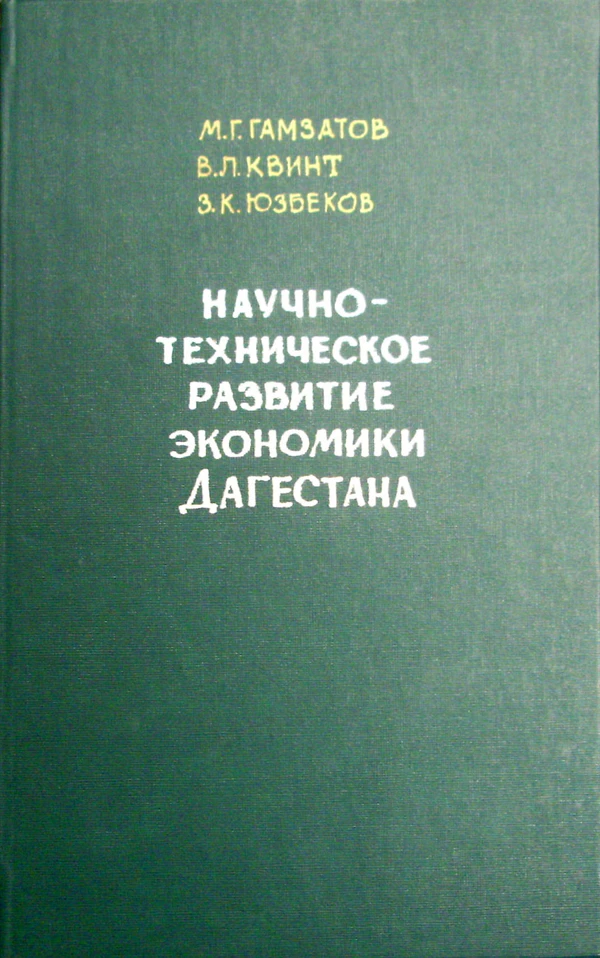 М.Г. ГАМЗАТОВ
В.Л. КВИНТ
З.К. ЮЗБЕКОВ
НАУЧНО-
ТЕХНИЧЕСКОЕ
РАЗВИТИЕ
ЭКОНОМИКИ
ДАГЕСТАНА